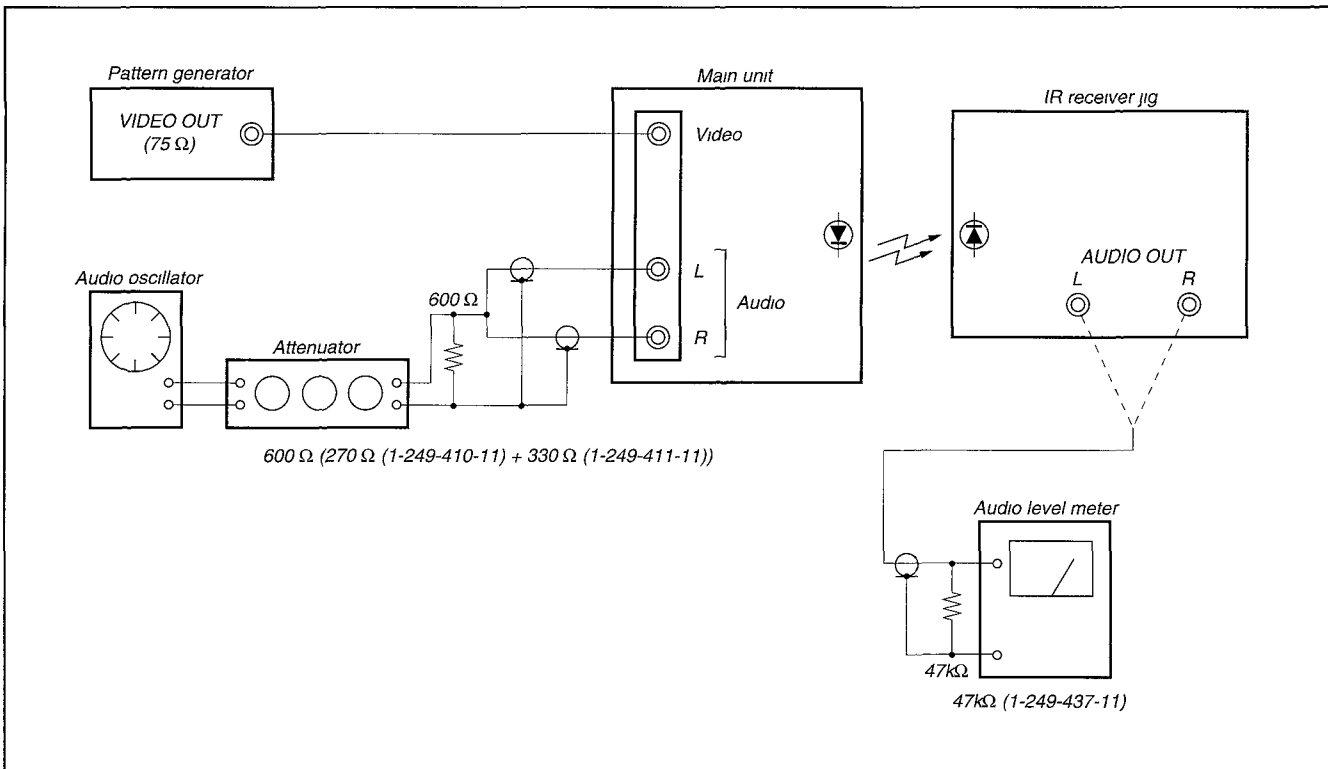 Pattern generator
VIDEO OUT
(75 Ω)
Main unit
Video
L
Audio
R
IR receiver jig
AUDIO OUT
L R
Audio oscillator
Attenuator
600 Ω
600 Ω (270 Ω (1-249-410-11) + 330 Ω (1-249-411-11))
Audio level meter
47kΩ
47kΩ (1-249-437-11)